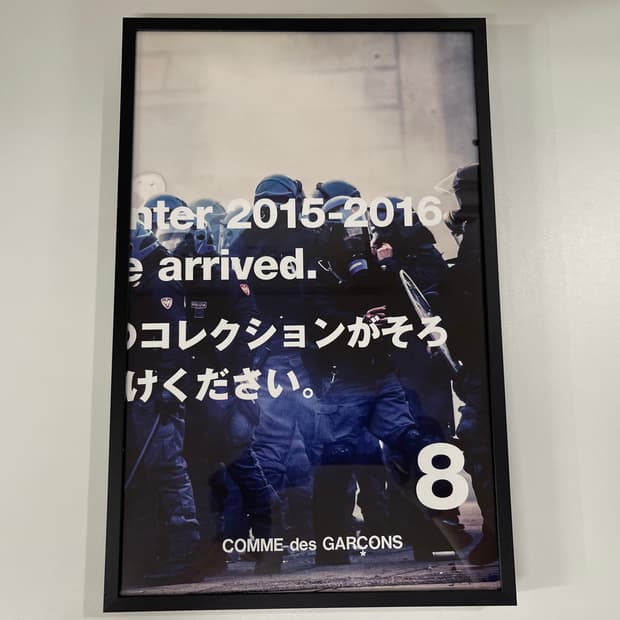 nter 2015-2016
e arrived.
のコレクションがそろ
けください。
8
COMME des GARÇONS